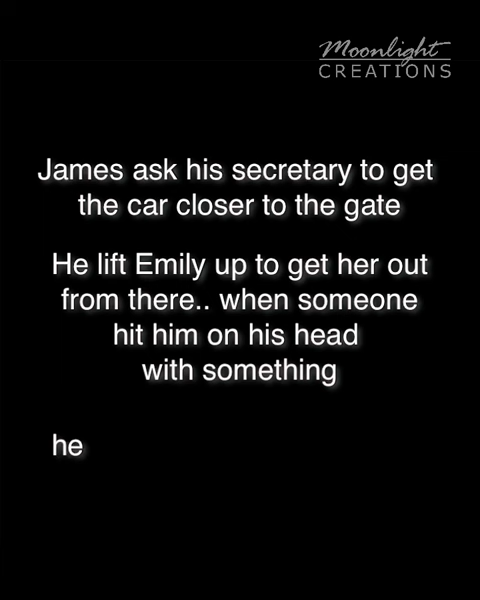 Moonlight
CREATIONS
James ask his secretary to get
the car closer to the gate
He lift Emily up to get her out
from there.. when someone
hit him on his head
with something
he